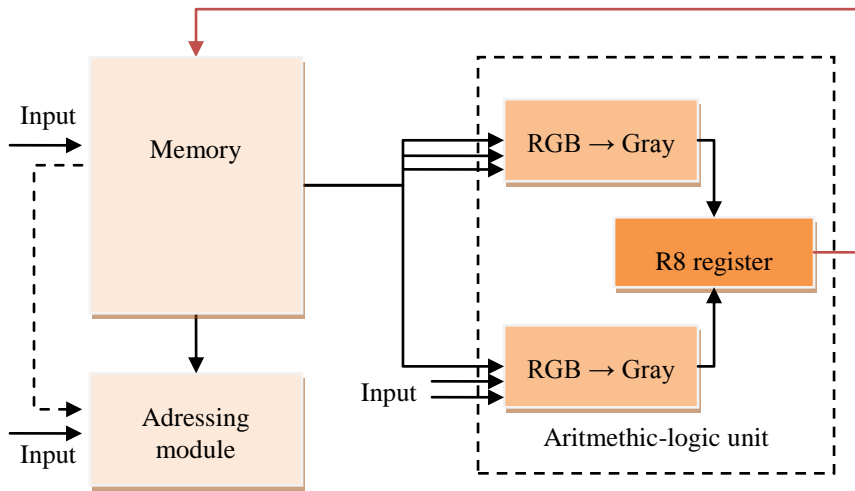 Input
Memory
RGB → Gray
R8 register
RGB → Gray
Input
Adressing
module
Input
Aritmethic-logic unit